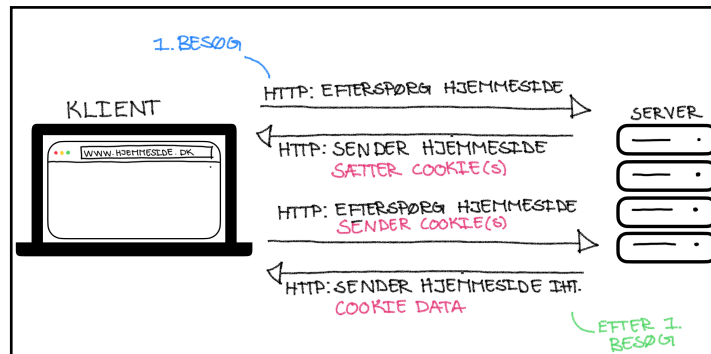 1. BESØG
HTTP: EFTERSPØRG HJEMMESIDE
KLIENT
SERVER
WWW.HJEMMESIDE.DK
HTTP: SENDER HJEMMESIDE
SÆTTER COOKIE(S)
HTTP: EFTERSPØRG HJEMMESIDE
SENDER COOKIE(S)
HTTP: SENDER HJEMMESIDE IHT.
COOKIE DATA
EFTER 1.
BESØG